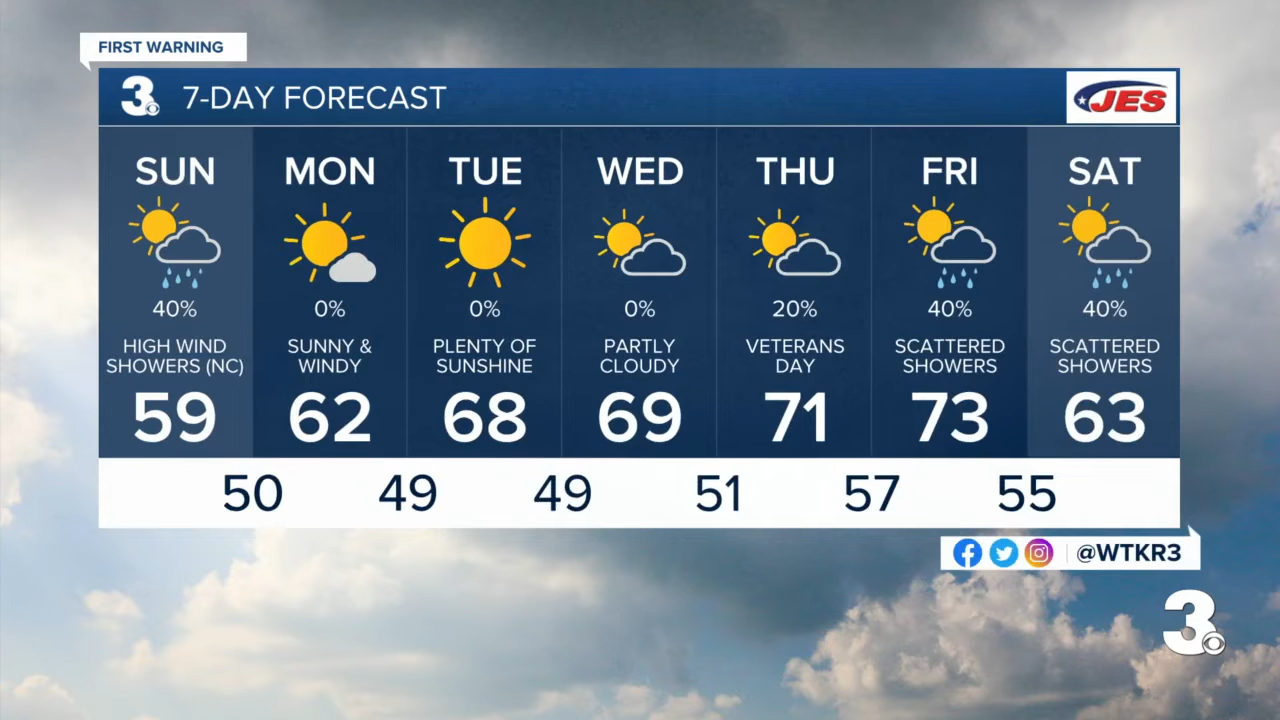 FIRST WARNING
3 7-DAY FORECAST JES
SUN MON TUE WED THU FRI SAT
40% 0% 0% 0% 20% 40% 40%
HIGH WIND SUNNY & PLENTY OF PARTLY VETERANS SCATTERED SCATTERED
SHOWERS (NC) WINDY SUNSHINE CLOUDY DAY SHOWERS SHOWERS
59 62 68 69 71 73 63
50 49 49 51 57 55
@WTKR3
3